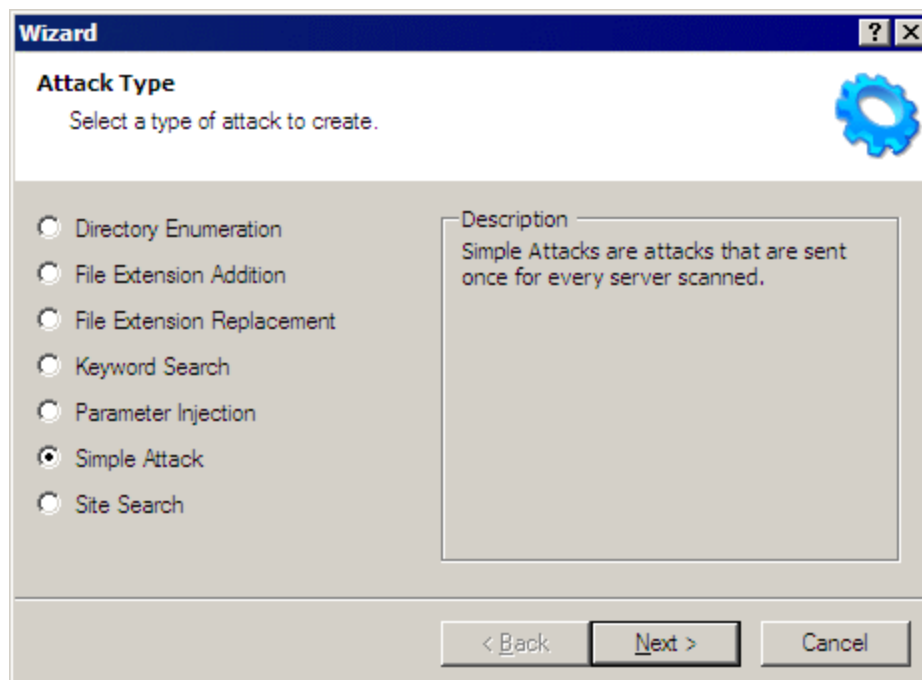 Wizard
Attack Type
Select a type of attack to create.
Directory Enumeration
File Extension Addition
File Extension Replacement
Keyword Search
Parameter Injection
Simple Attack
Site Search
Description
Simple Attacks are attacks that are sent
once for every server scanned.
< Back
Next >
Cancel